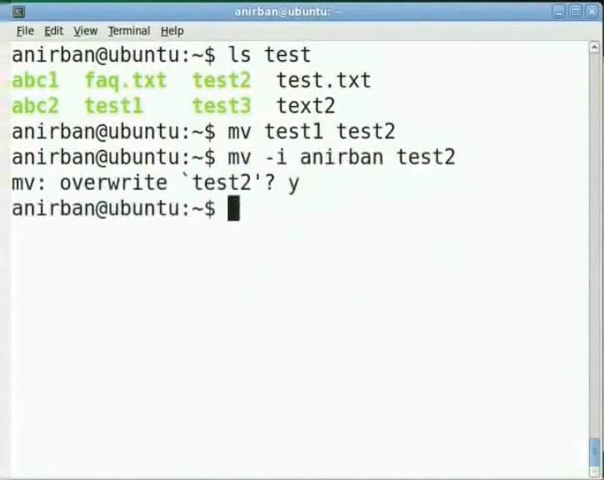 anirban@ubuntu: ~
File Edit View Terminal Help
anirban@ubuntu:~$ ls test
abc1 faq.txt test2 test.txt
abc2 test1 test3 text2
anirban@ubuntu:~$ mv test1 test2
anirban@ubuntu:~$ mv -i anirban test2
mv: overwrite `test2'? y
anirban@ubuntu:~$